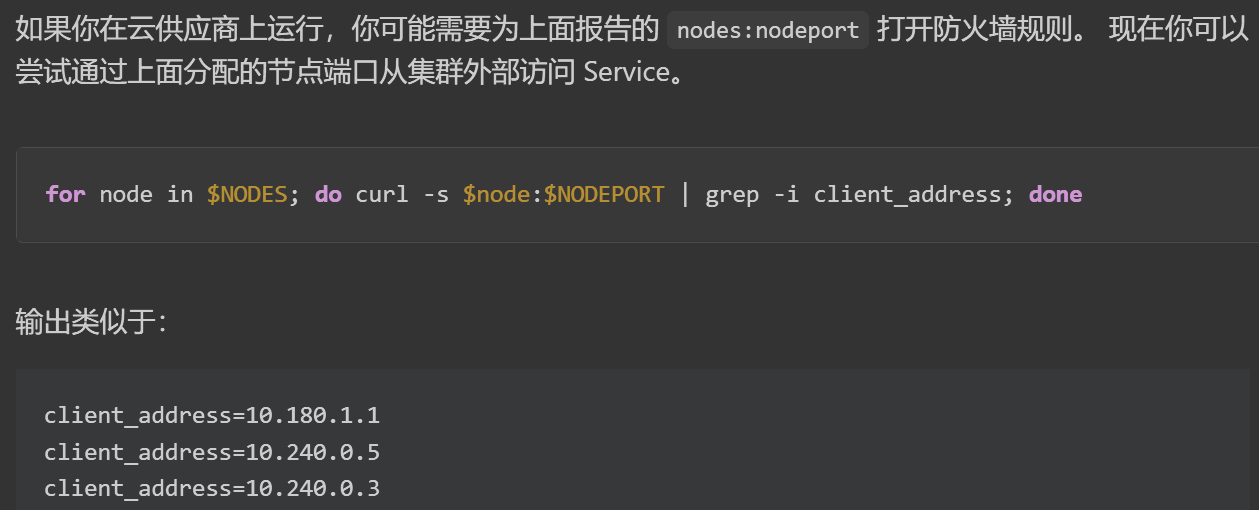 如果你在云供应商上运行，你可能需要为上面报告的 nodes:nodeport 打开防火墙规则。 现在你可以
尝试通过上面分配的节点端口从集群外部访问 Service。
for node in $NODES; do curl -s $node:$NODEPORT | grep -i client_address; done
输出类似于：
client_address=10.180.1.1
client_address=10.240.0.5
client_address=10.240.0.3